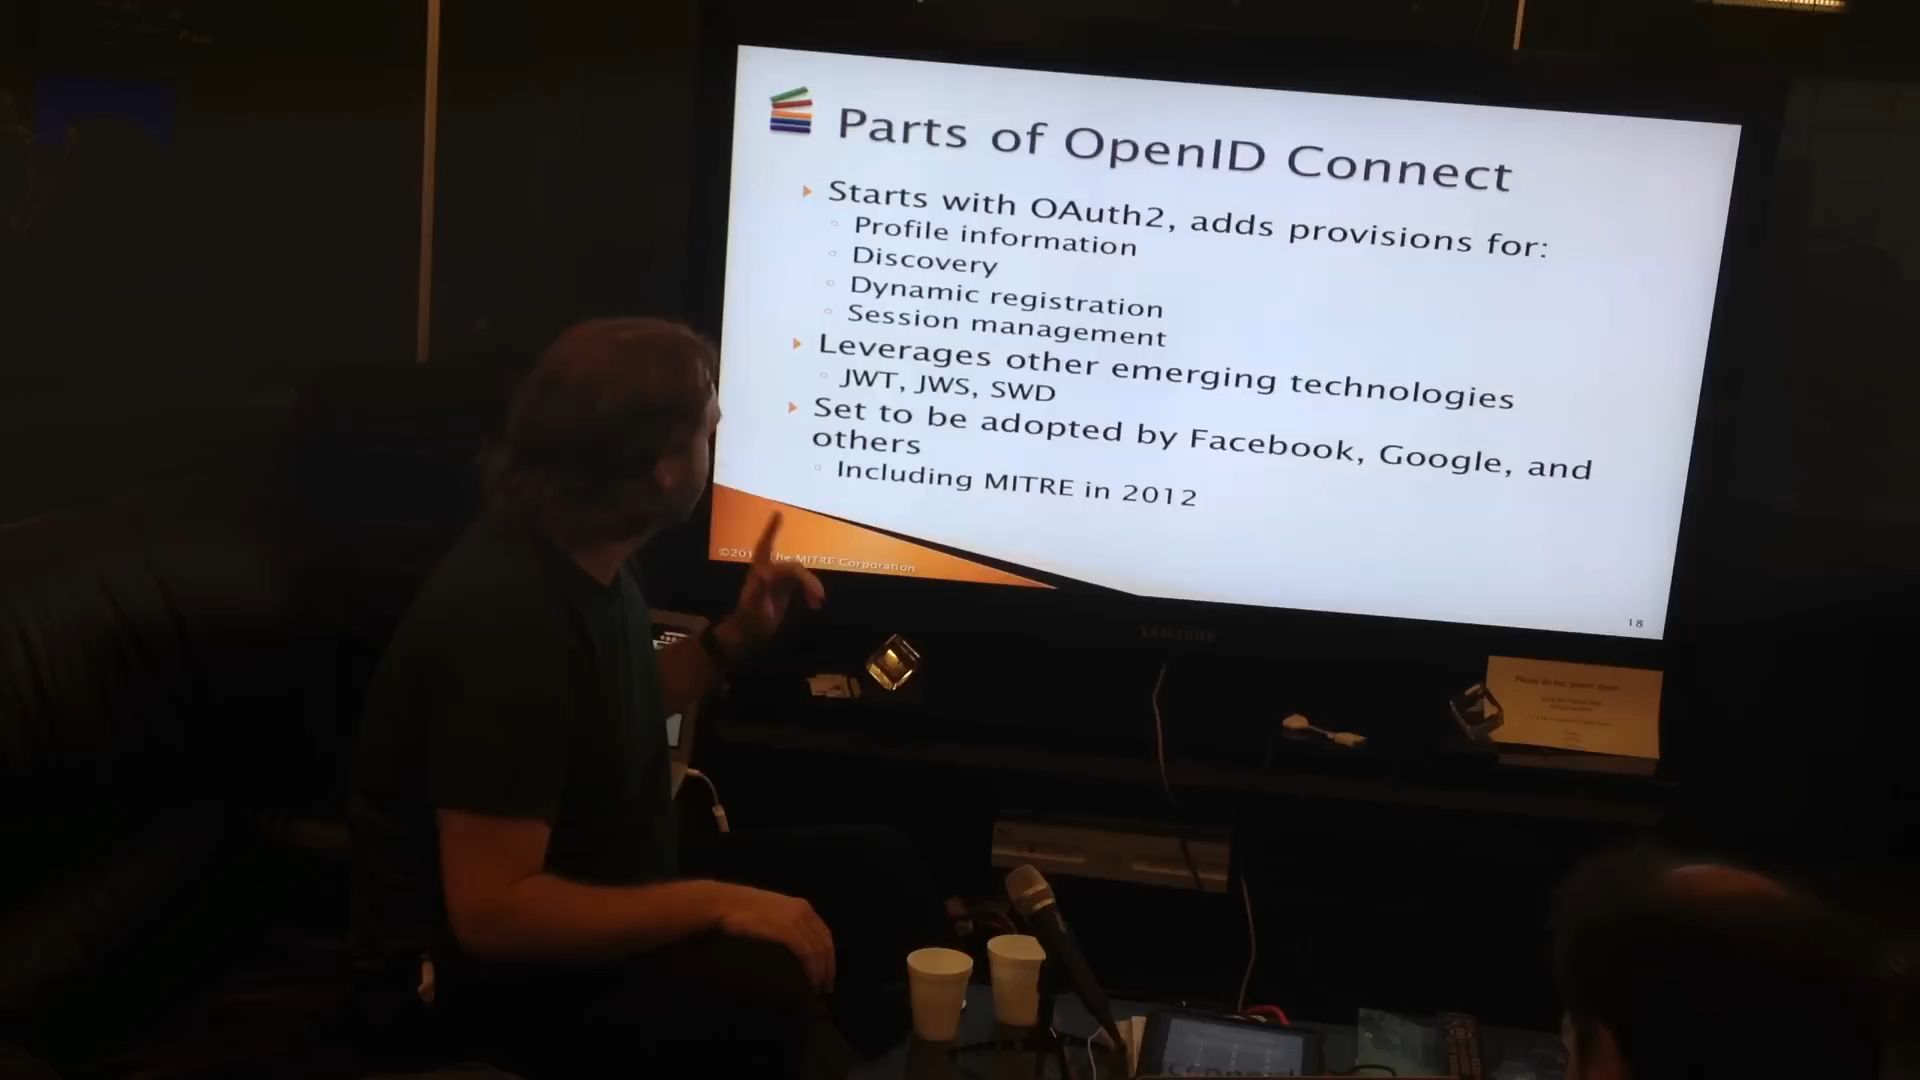 Parts of OpenID Connect
Starts with OAuth2, adds provisions for:
Profile information
Discovery
Dynamic registration
Session management
Leverages other emerging technologies
JWT, JWS, SWD
Set to be adopted by Facebook, Google, and
others
Including MITRE in 2012
The MITRE Corporation
18
SAMSUNG